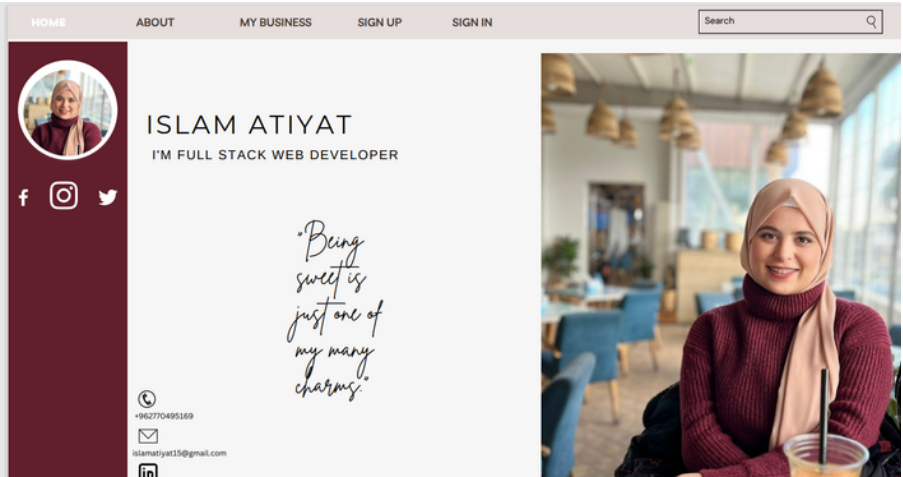 HOME ABOUT MY BUSINESS SIGN UP SIGN IN Search
ISLAM ATIYAT
I'M FULL STACK WEB DEVELOPER
"Being
sweet is
just one of
my many
charms."
+962770495169
islamatiyat15@gmail.com
in